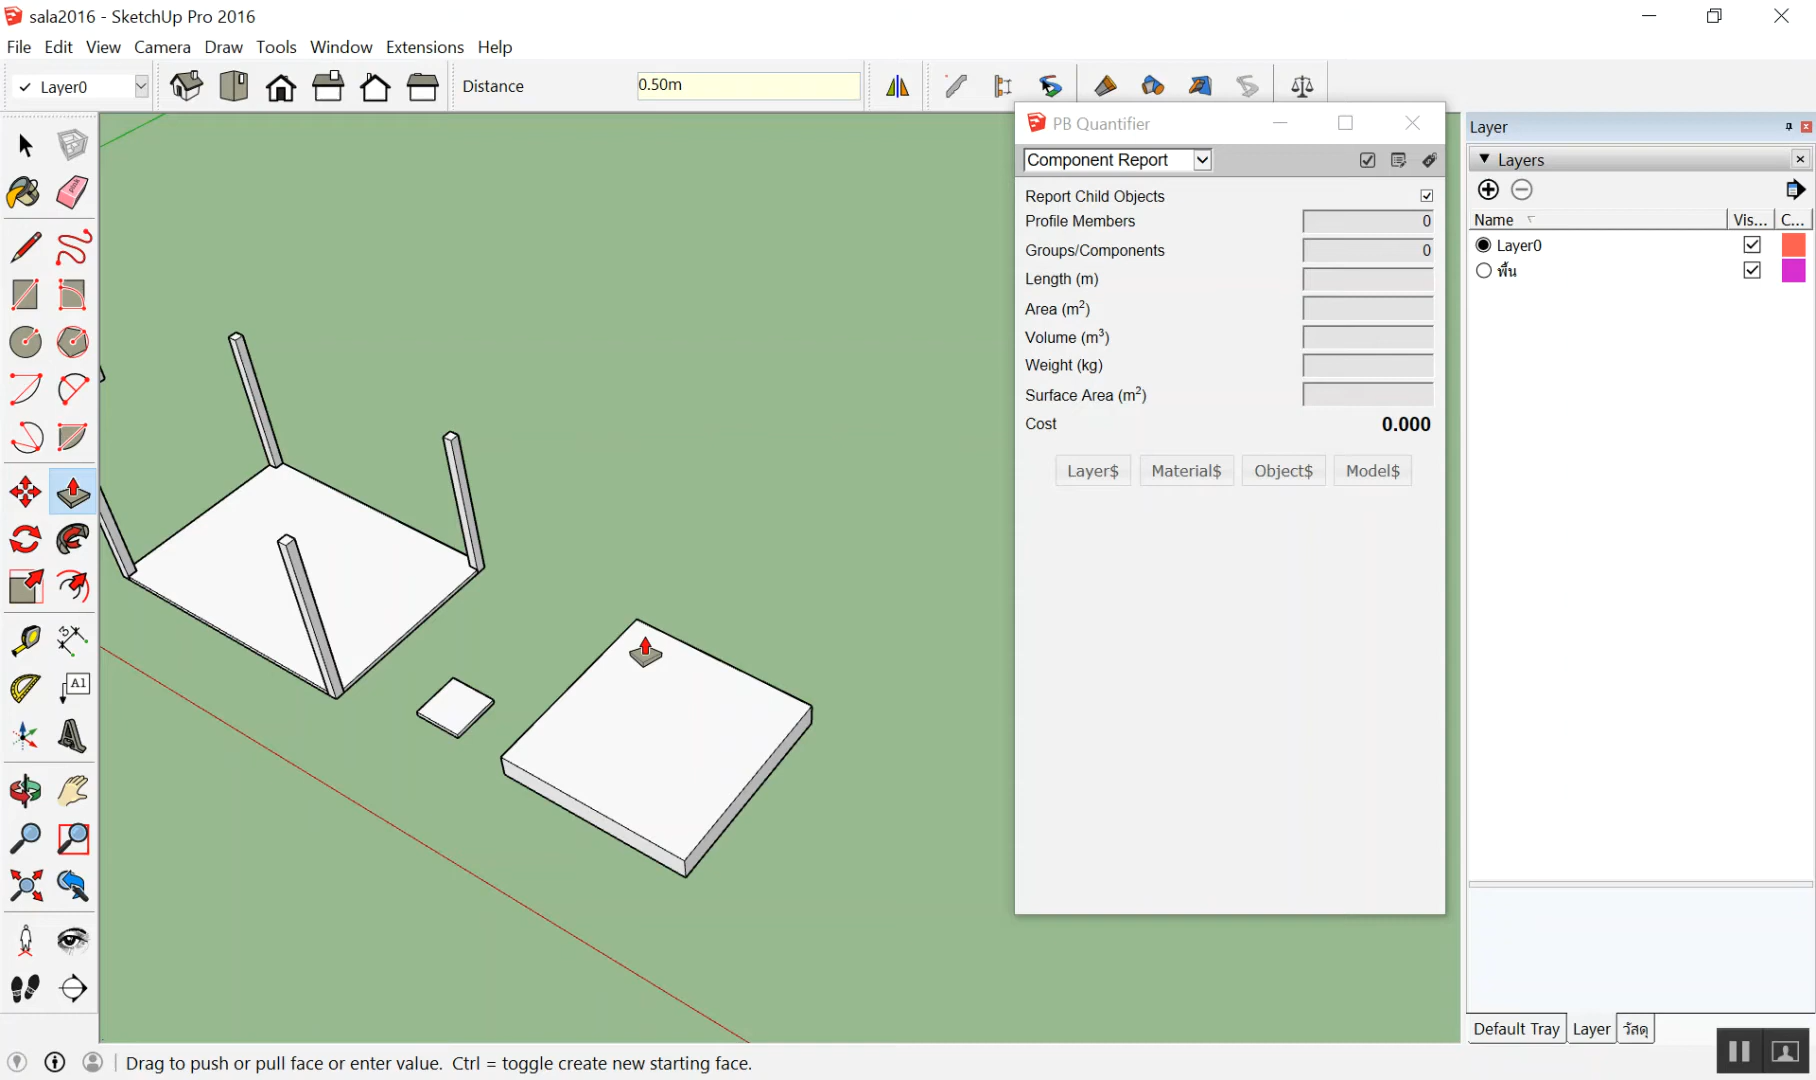 sala2016 - SketchUp Pro 2016
File Edit View Camera Draw Tools Window Extensions Help
Layer0
Distance
0.50m
PB Quantifier
Component Report
Report Child Objects
Profile Members 0
Groups/Components 0
Length (m)
Area (m²)
Volume (m³)
Weight (kg)
Surface Area (m²)
Cost 0.000
Layer$ Material$ Object$ Model$
Layer
Layers
Name Vis... C...
Layer0
พื้น
A1
Default Tray Layer วัสดุ
Drag to push or pull face or enter value. Ctrl = toggle create new starting face.